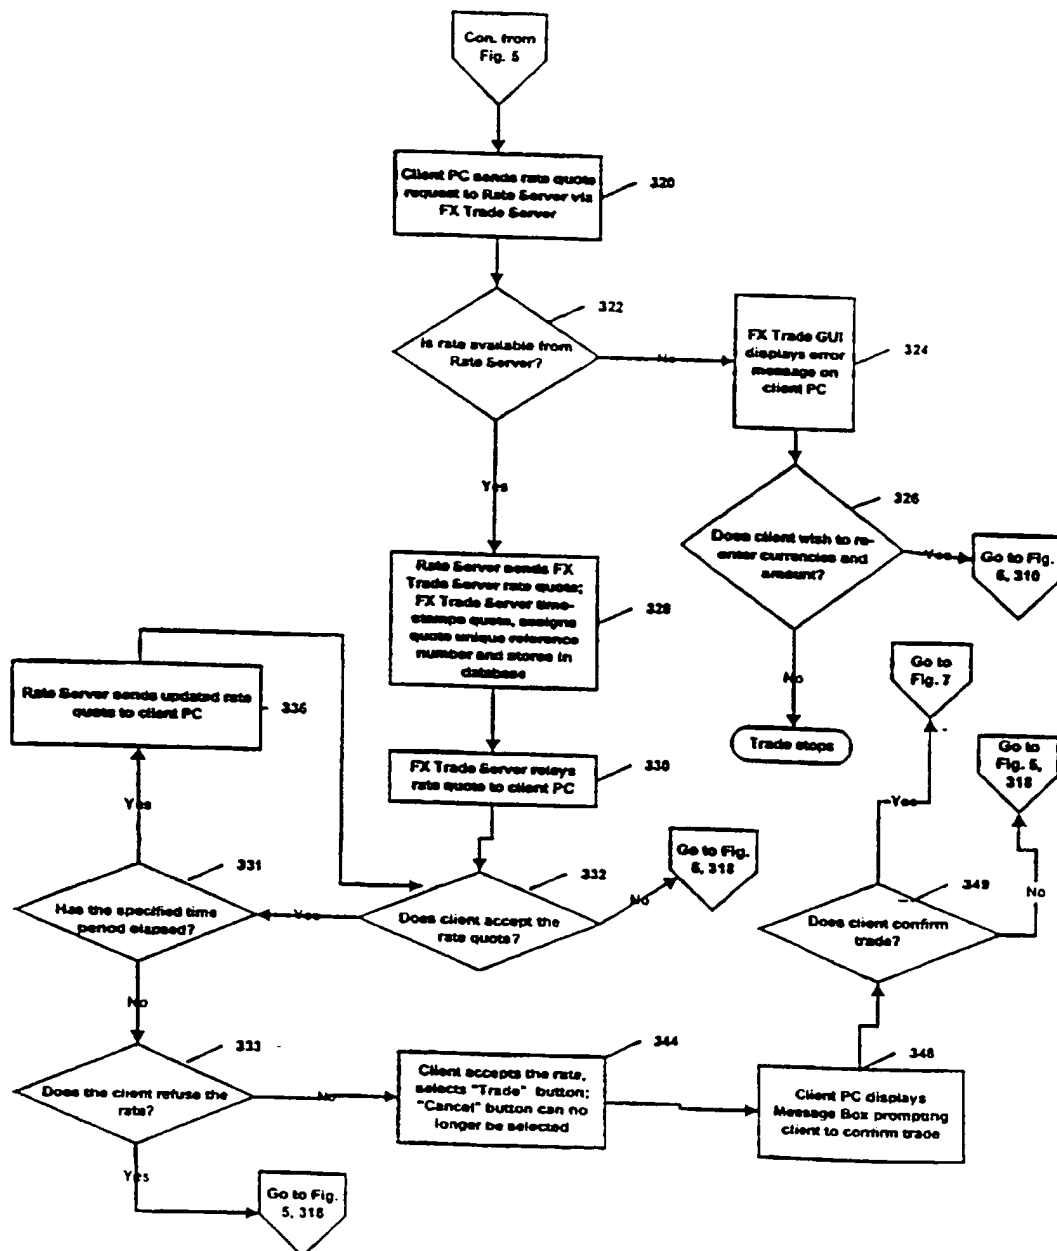 Con. from
Fig. 5
Client PC sends rate quote
request to Rate Server via
FX Trade Server
320
322
Is rate available from
Rate Server?
No
FX Trade GUI
displays error
message on
client PC
324
Yes
326
Does client wish to re-
enter currencies and
amount?
Yes
Go to Fig.
5, 310
No
Trade stops
Rate Server sends FX
Trade Server rate quote;
FX Trade Server time-
stamps quote, assigns
quote unique reference
number and stores in
database
328
Rate Server sends updated rate
quote to client PC
336
FX Trade Server relays
rate quote to client PC
330
Go to
Fig. 7
Go to
Fig. 5,
318
Yes
Yes
331
Has the specified time
period elapsed?
Yes
332
Does client accept the
rate quote?
No
Go to Fig.
5, 318
349
Does client confirm
trade?
No
No
333
Does the client refuse the
rate?
No
344
Client accepts the rate,
selects "Trade" button;
"Cancel" button can no
longer be selected
348
Client PC displays
Message Box prompting
client to confirm trade
Yes
Go to Fig.
5, 318